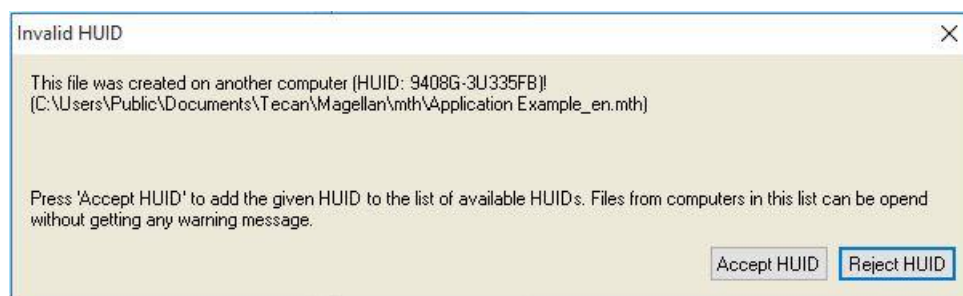 Invalid HUID
This file was created on another computer (HUID: 9408G-3U335FB)!
(C:\Users\Public\Documents\Tecan\Magellan\mth\Application Example_en.mth)
Press 'Accept HUID' to add the given HUID to the list of available HUIDs. Files from computers in this list can be opend
without getting any warning message.
Accept HUID Reject HUID